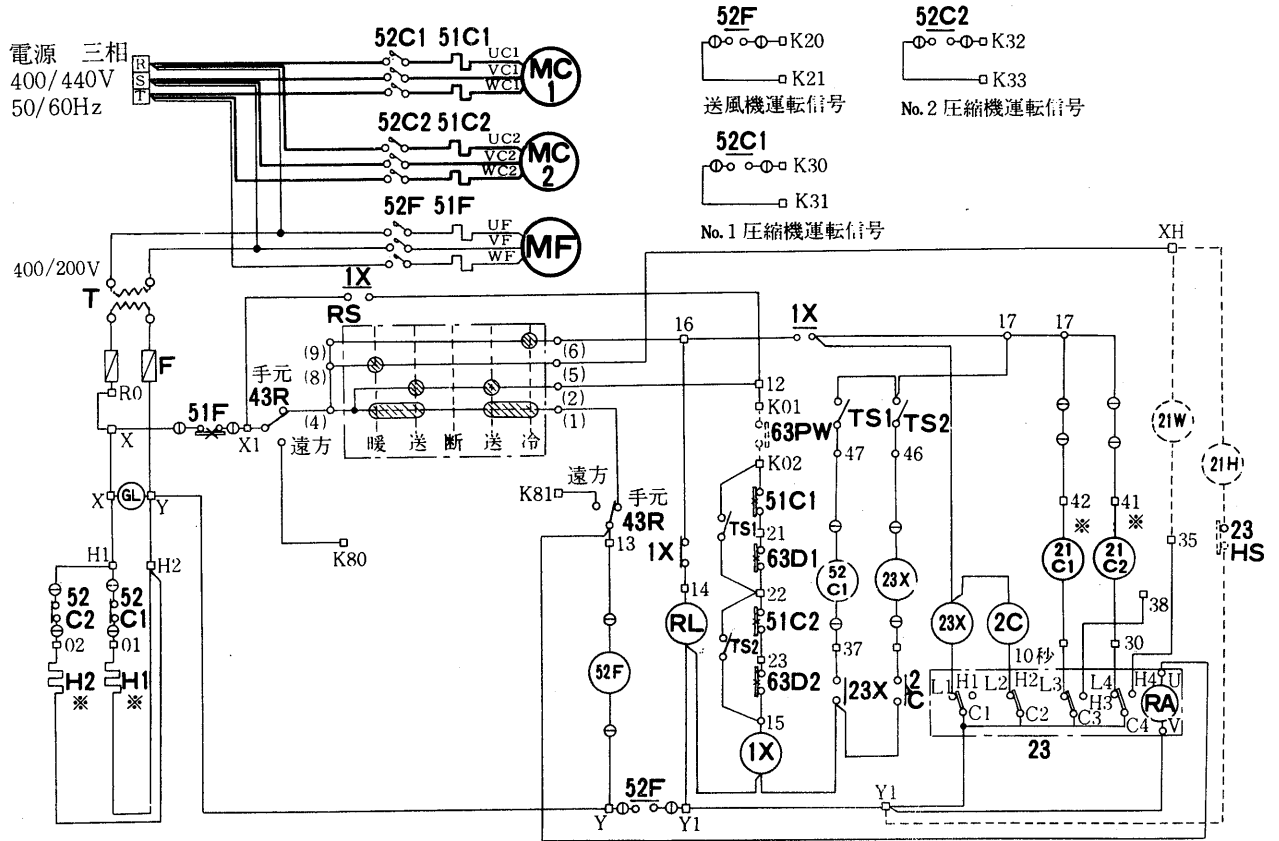 電源 三相
400/440V
50/60Hz
R
S
T
52C1 51C1
UC1
VC1
WC1
MC
1
52C2 51C2
UC2
VC2
WC2
MC
2
52F 51F
UF
VF
WF
MF
52F
K20
K21
送風機運転信号
52C2
K32
K33
No.2 圧縮機運転信号
52C1
K30
K31
No.1 圧縮機運転信号
400/200V
T
F
R0
51F
X
X1
手元
43R
遠方
K80
1X
RS
(9)
(8)
(4)
(6)
(5)
(2)
(1)
暖 送 断 送 冷
16
1X
17
17
XH
12
K01
63PW
K02
51C1
TS1
21
63D1
22
51C2
TS2
23
63D2
15
1X
TS1
TS2
47
46
52
C1
23X
37
23X
2
C
遠方
K81
手元
43R
13
52F
1X
14
RL
X
GL
Y
H1
H2
52
C2
52
C1
02
01
H2
※
H1
※
Y
52F
Y1
Y1
42
※
41
※
21
C1
21
C2
21W
21H
23
HS
35
38
30
23X
2C
10秒
L1
H1
L2
H2
L3
H3
L4
H4
U
C1
C2
C3
C4
V
RA
23